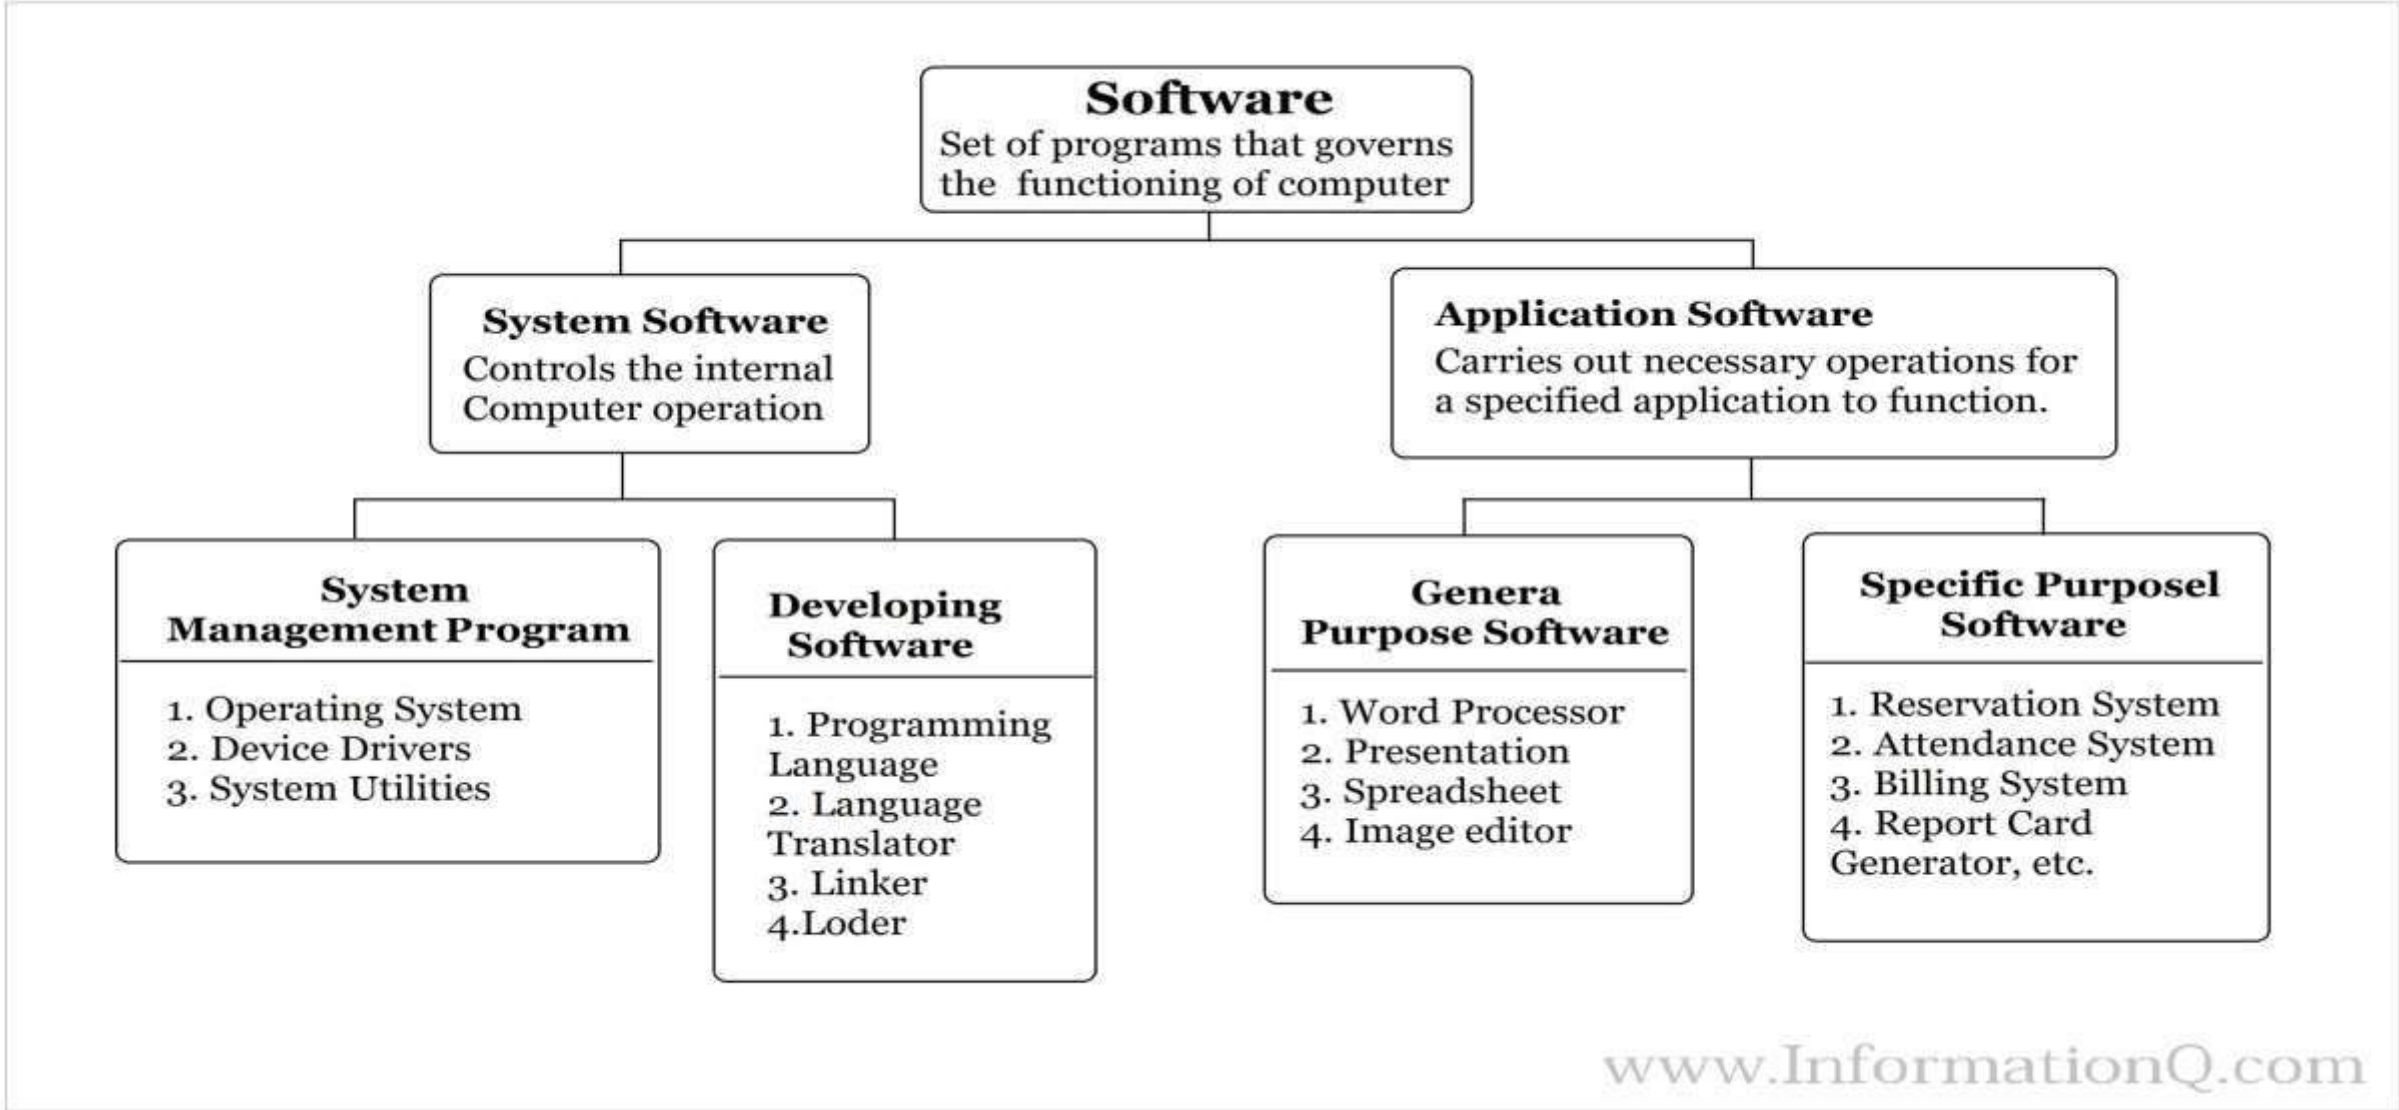 Software
Set of programs that governs
the functioning of computer
System Software
Controls the internal
Computer operation
Application Software
Carries out necessary operations for
a specified application to function.
System
Management Program
1. Operating System
2. Device Drivers
3. System Utilities
Developing
Software
1. Programming
Language
2. Language
Translator
3. Linker
4.Loder
Genera
Purpose Software
1. Word Processor
2. Presentation
3. Spreadsheet
4. Image editor
Specific Purposel
Software
1. Reservation System
2. Attendance System
3. Billing System
4. Report Card
Generator, etc.
www.InformationQ.com